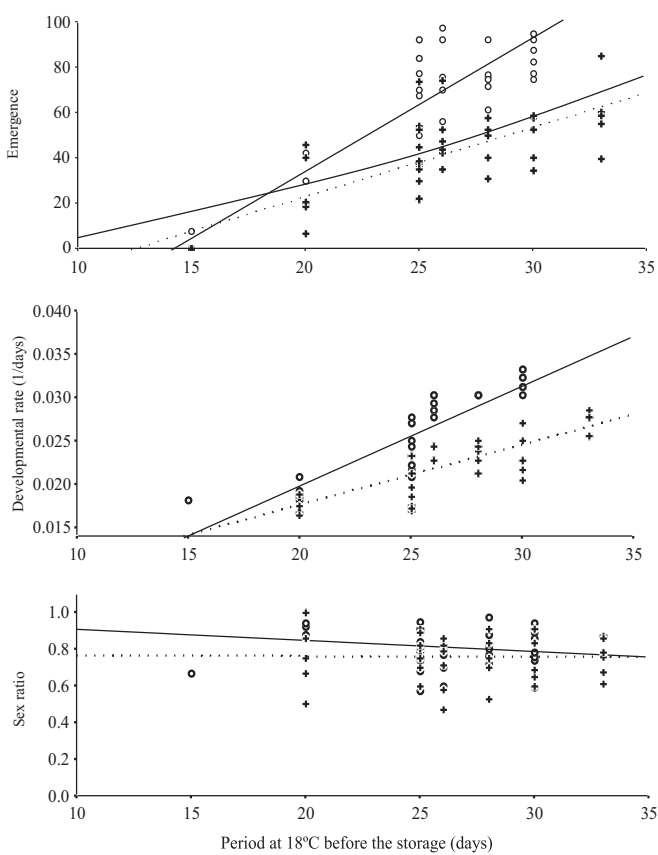 100
80
60
40
20
0
Emergence
10 15 20 25 30 35
0.040
0.035
0.030
0.025
0.020
0.015
Developmental rate (1/days)
10 15 20 25 30 35
1.0
0.8
0.6
0.4
0.2
0.0
Sex ratio
10 15 20 25 30 35
Period at 18ºC before the storage (days)